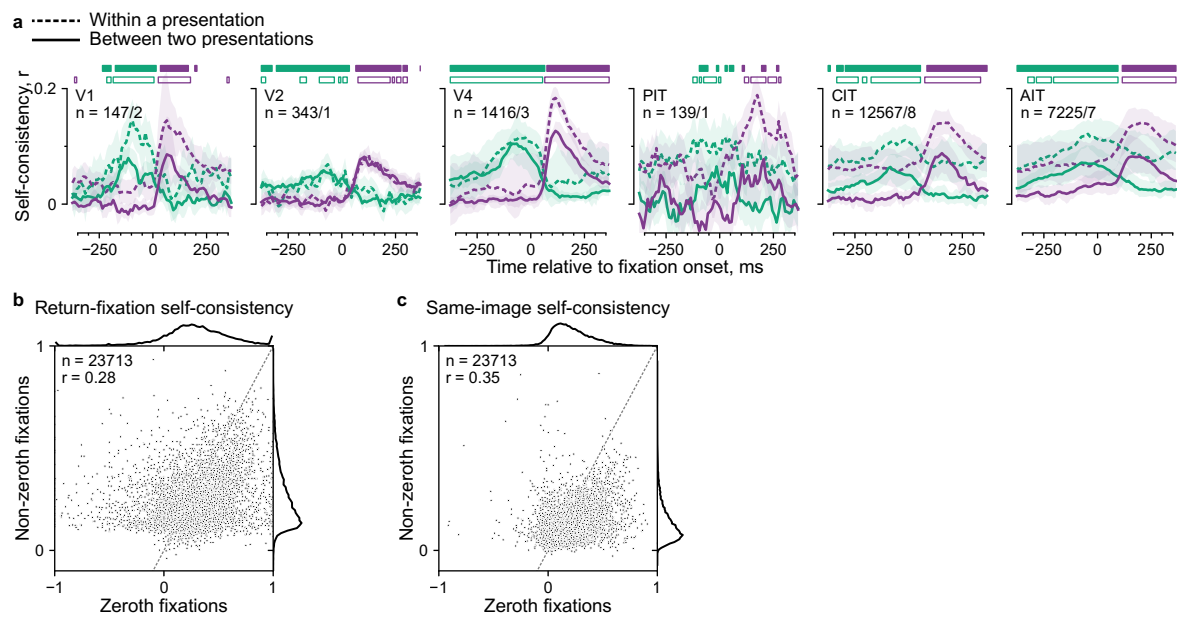 a
Within a presentation
Between two presentations
Self-consistency, r
0.2
0
V1
n = 147/2
−250 0 250
V2
n = 343/1
−250 0 250
V4
n = 1416/3
−250 0 250
PIT
n = 139/1
−250 0 250
CIT
n = 12567/8
−250 0 250
AIT
n = 7225/7
−250 0 250
Time relative to fixation onset, ms
b Return-fixation self-consistency
n = 23713
r = 0.28
Non-zeroth fixations
1
0
−1 0 1
Zeroth fixations
c Same-image self-consistency
n = 23713
r = 0.35
Non-zeroth fixations
1
0
−1 0 1
Zeroth fixations